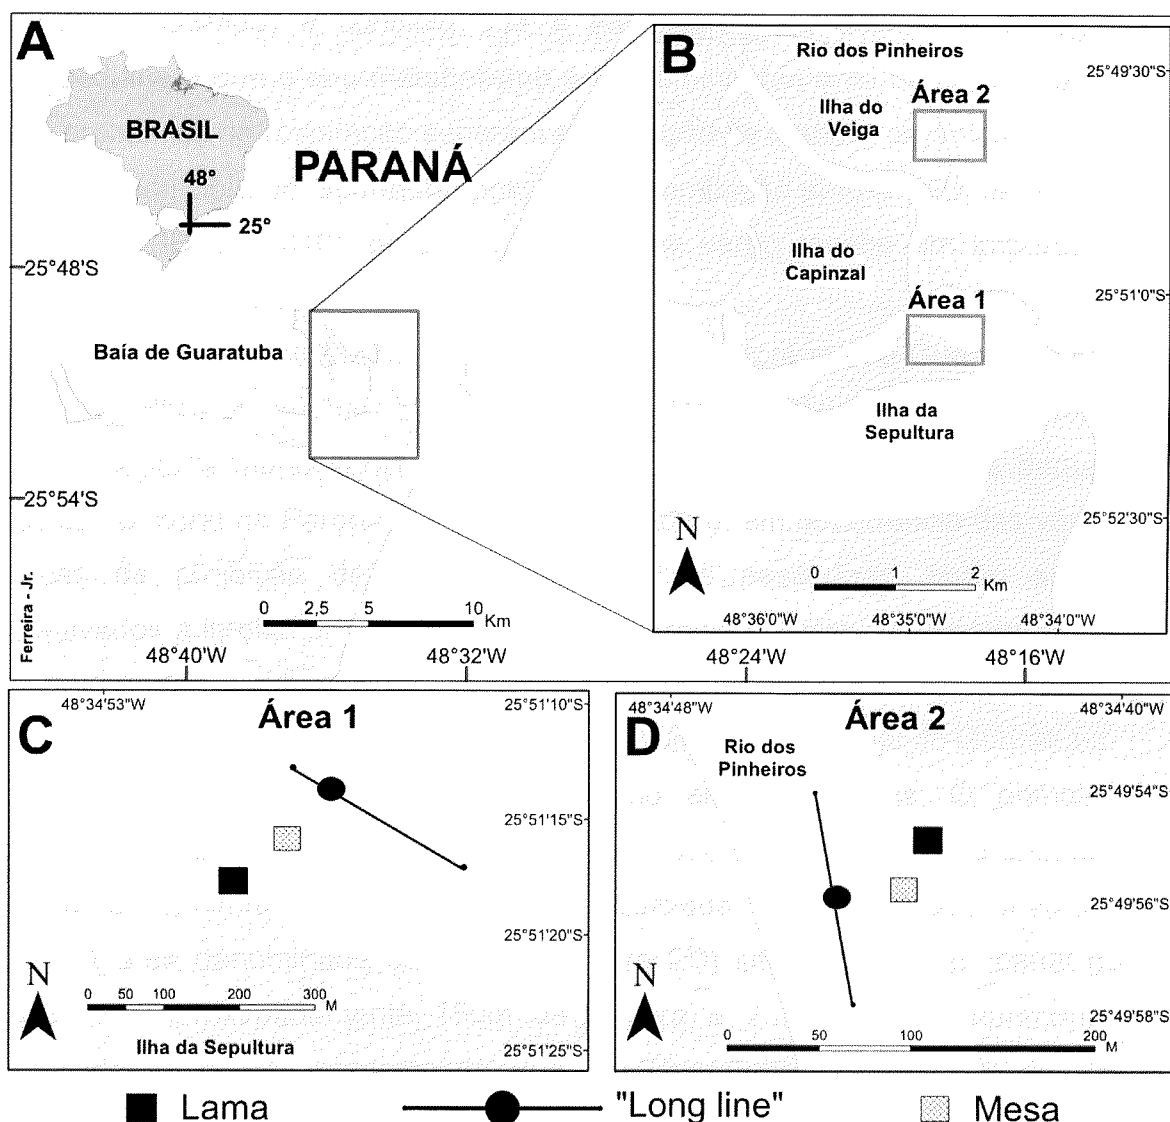 A
BRASIL
PARANÁ
48°
25°
25°48'S
Baía de Guaratuba
25°54'S
Ferreira - Jr.
0 2,5 5 10
Km
48°40'W 48°32'W 48°24'W 48°16'W
B
Rio dos Pinheiros
25°49'30"S
Área 2
Ilha do
Veiga
Ilha do
Capinzal
25°51'0"S
Área 1
Ilha da
Sepultura
25°52'30"S
N
0 1 2
Km
48°36'0"W 48°35'0"W 48°34'0"W
C
48°34'53"W
Área 1
25°51'10"S
25°51'15"S
25°51'20"S
N
0 50 100 200 300
M
Ilha da Sepultura
25°51'25"S
D
48°34'48"W
Área 2
48°34'40"W
Rio dos
Pinheiros
25°49'54"S
25°49'56"S
N
25°49'58"S
0 50 100 200
M
Lama
"Long line"
Mesa